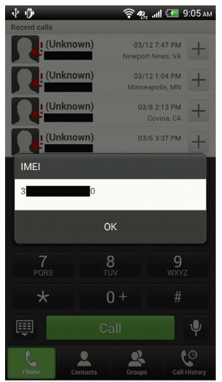 9:05 AM
Recent calls
(Unknown) 03/12 7:47 PM
Newport News, VA
(Unknown) 03/12 1:04 PM
Minneapolis, MN
(Unknown) 03/8 2:13 PM
Covina, CA
(Unknown) 03/6 3:37 PM
IMEI
3 0
OK
7 8 9
PQRS TUV WXYZ
* 0 + #
Call
Phone Contacts Groups Call History